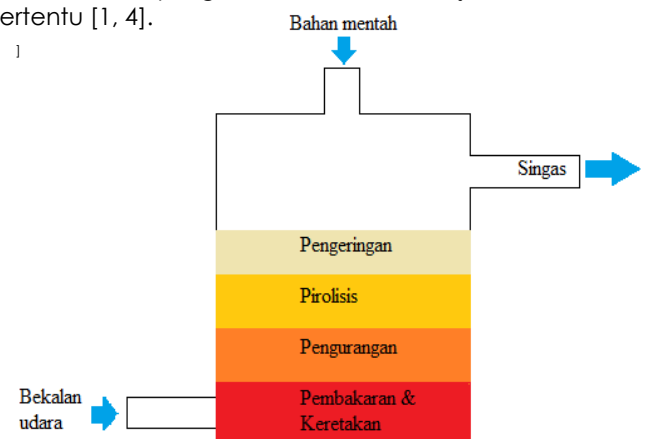 ertentu [1, 4].
]
Bahan mentah
Singas
Pengeringan
Pirolisis
Pengurangan
Bekalan
udara
Pembakaran &
Keretakan